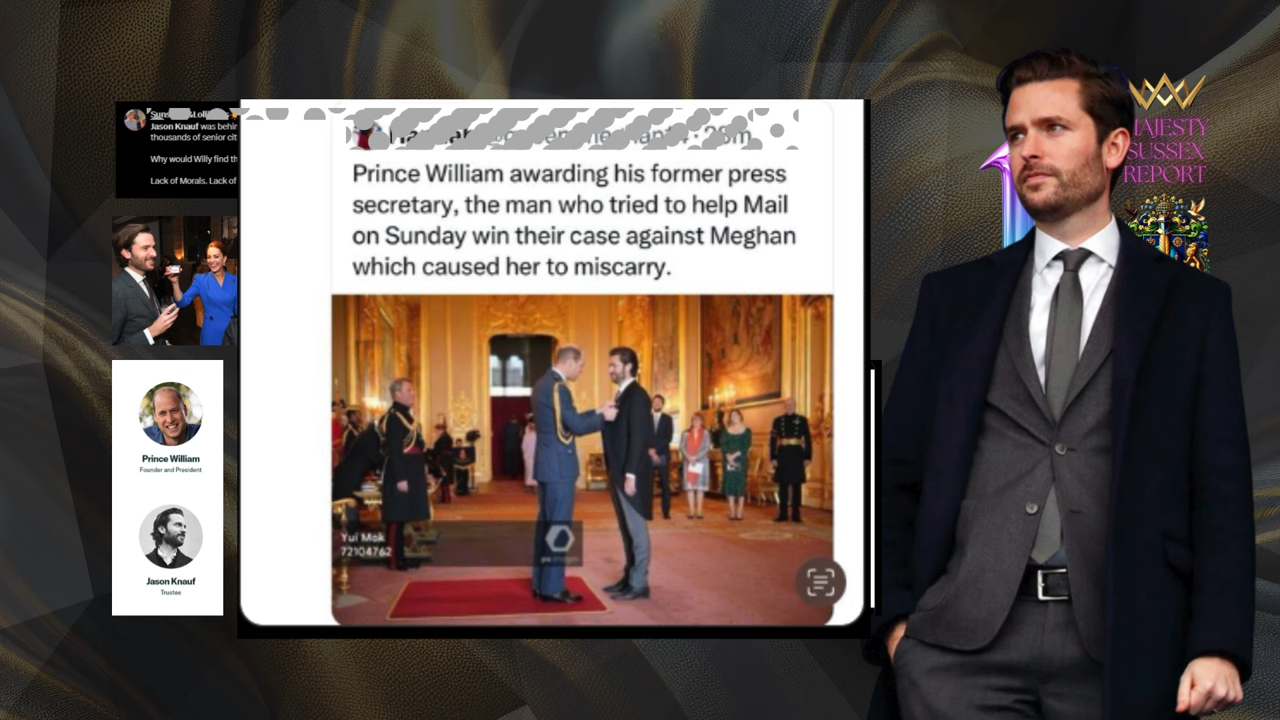 Jason Knauf was behin
thousands of senior cit
Why would Willy find th
Lack of Morals. Lack of
Prince William
Founder and President
Jason Knauf
Trustee
Prince William awarding his former press
secretary, the man who tried to help Mail
on Sunday win their case against Meghan
which caused her to miscarry.
Yui Mok
72104762
MAJESTY
SUSSEX
REPORT